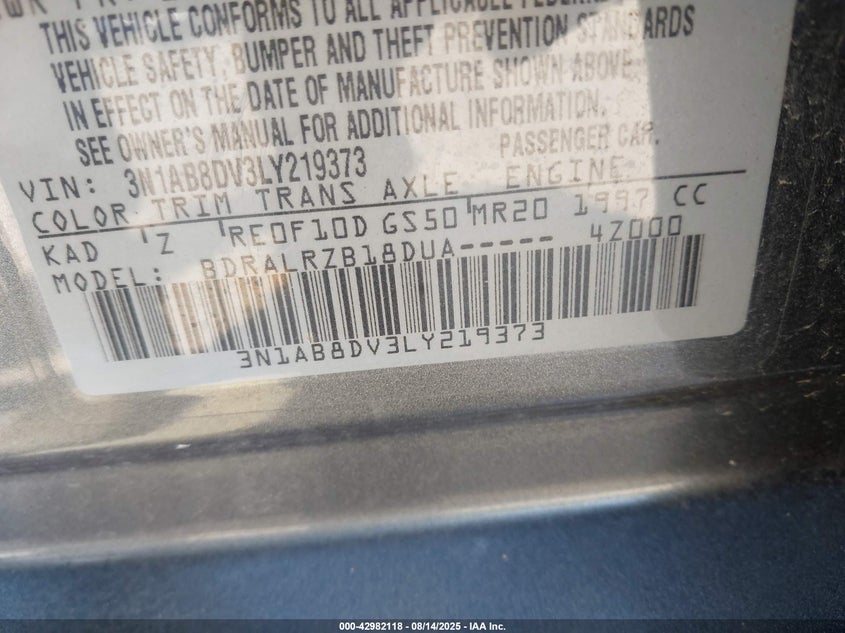 THIS VEHICLE CONFORMS TO ALL APPLICABLE FEDERAL
VEHICLE SAFETY, BUMPER AND THEFT PREVENTION STANDARDS
IN EFFECT ON THE DATE OF MANUFACTURE SHOWN ABOVE.
SEE OWNER'S MANUAL FOR ADDITIONAL INFORMATION.
PASSENGER CAR.
VIN: 3N1AB8DV3LY219373
COLOR TRIM TRANS AXLE ENGINE
KAD 'Z 'RE0F10D GS50'MR20 1997 CC
MODEL: BDRALRZB18DUA----- 4Z000
3N1AB8DV3LY219373
000-42982118 - 08/14/2025 - IAA Inc.